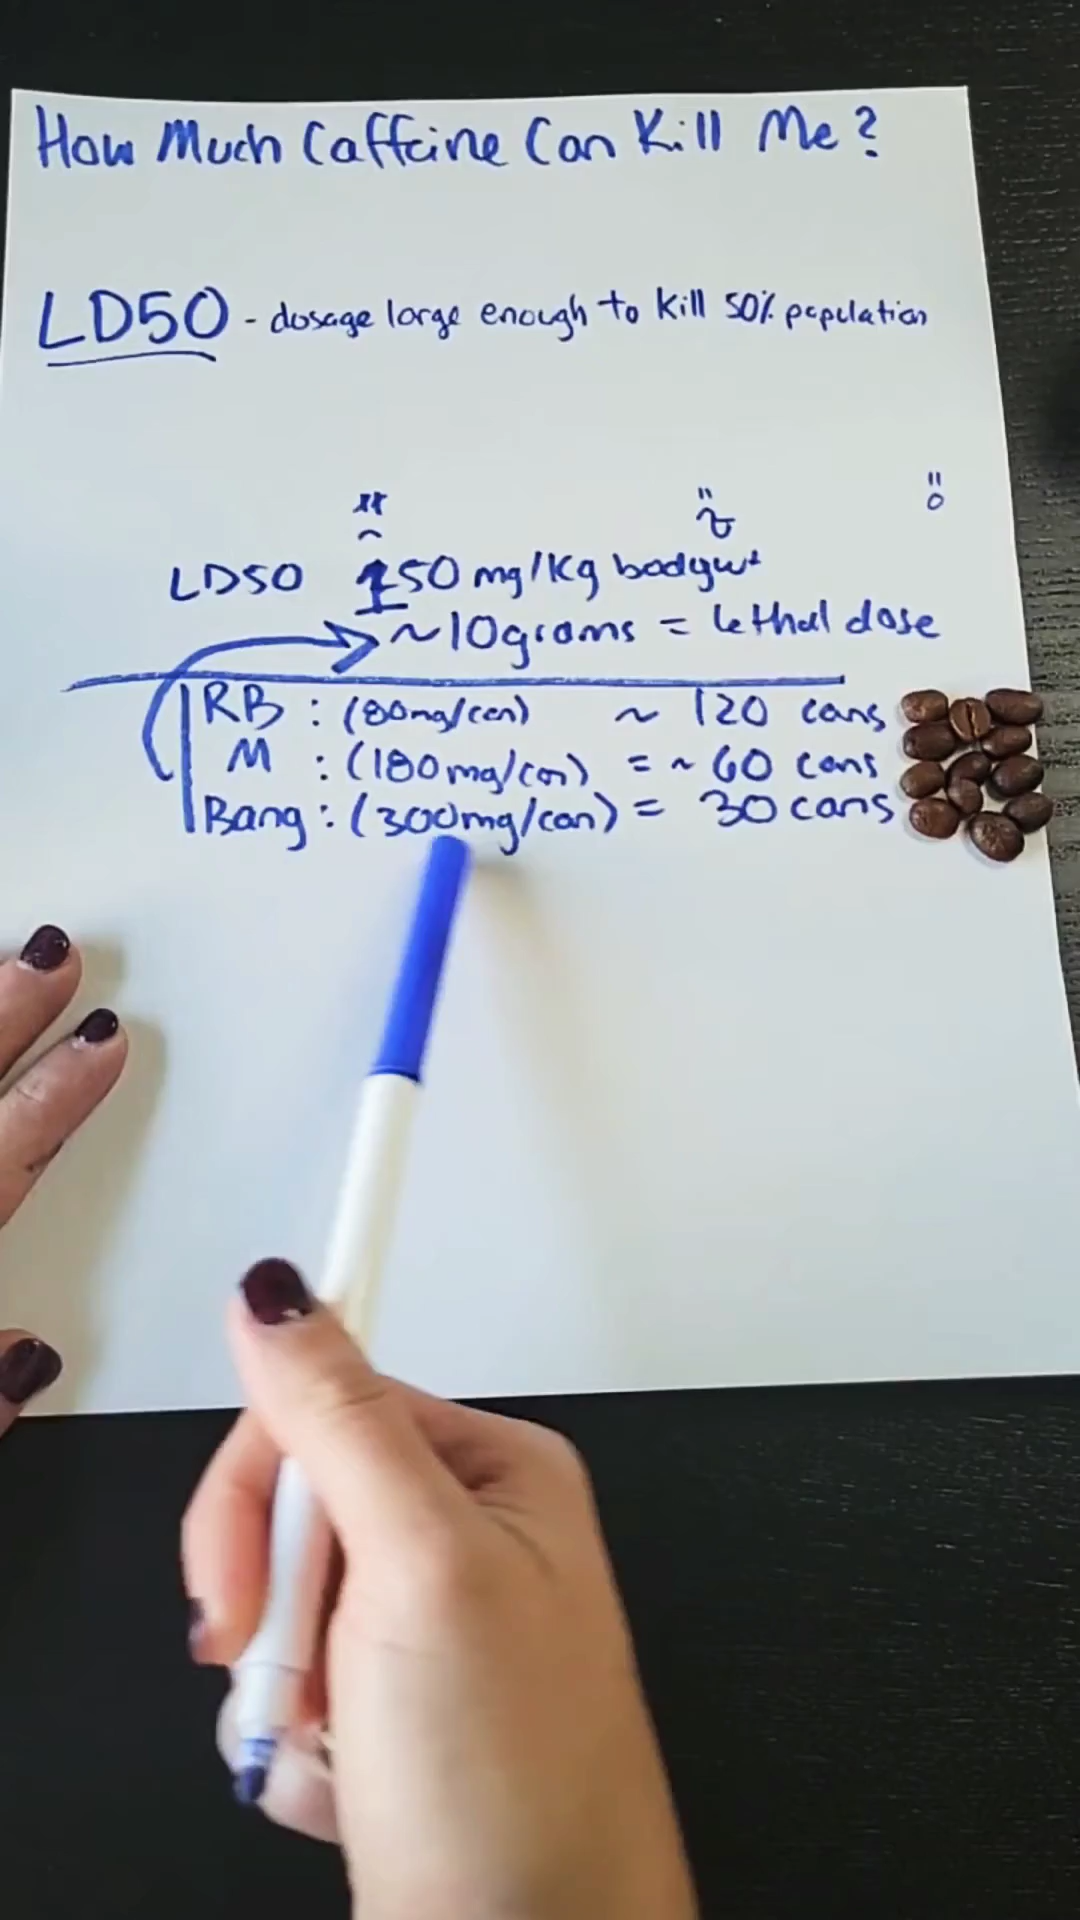 How Much Caffeine Can Kill Me?
LD50 - dosage large enough to kill 50% population
LD50 150 mg/kg bodywt
~10grams = lethal dose
RB : (80mg/can) ~ 120 cans
M : (180mg/can) = ~ 60 cans
Bang : (300mg/can) = 30 cans